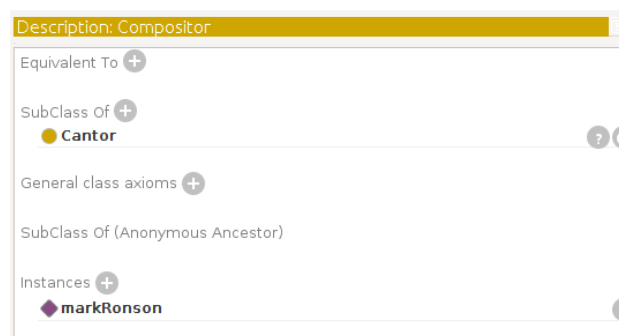 Description: Compositor
Equivalent To
SubClass Of
Cantor
General class axioms
SubClass Of (Anonymous Ancestor)
Instances
markRonson